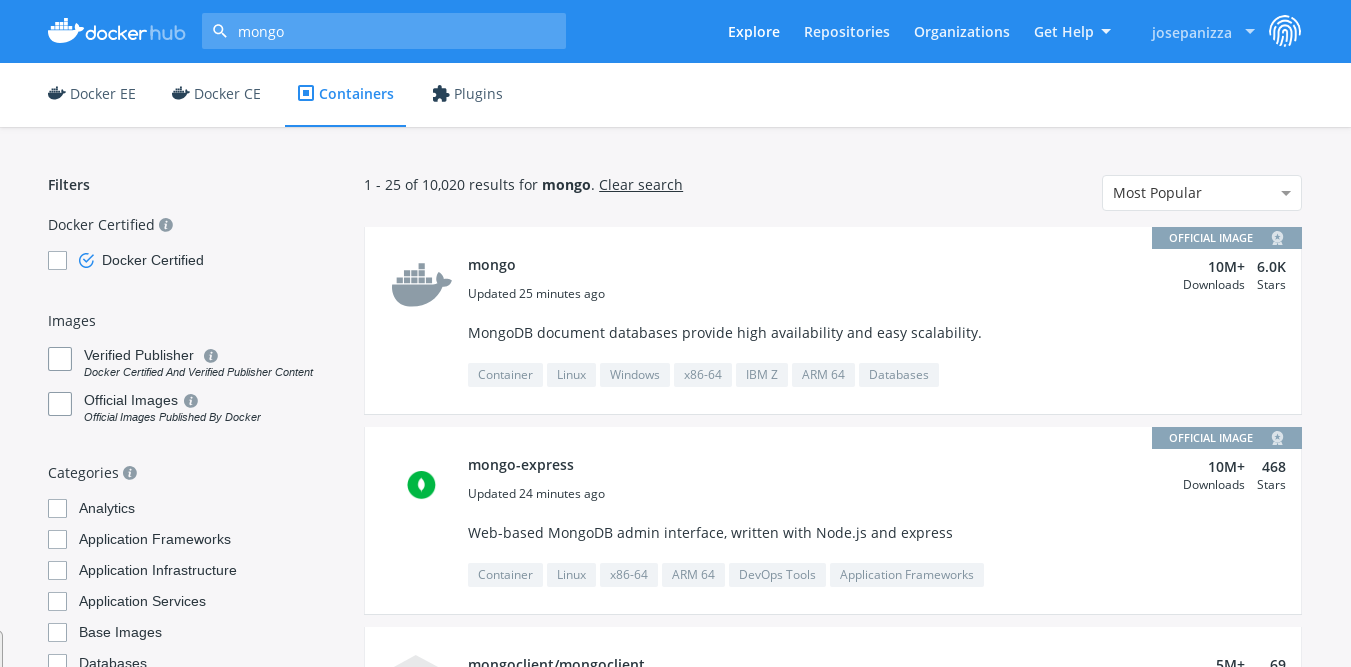 docker hub
mongo
Explore
Repositories
Organizations
Get Help
josepanizza
Docker EE
Docker CE
Containers
Plugins
Filters
Docker Certified
Docker Certified
Images
Verified Publisher
Docker Certified And Verified Publisher Content
Official Images
Official Images Published By Docker
Categories
Analytics
Application Frameworks
Application Infrastructure
Application Services
Base Images
Databases
1 - 25 of 10,020 results for mongo. Clear search
Most Popular
OFFICIAL IMAGE
mongo
10M+ 6.0K
Downloads Stars
Updated 25 minutes ago
MongoDB document databases provide high availability and easy scalability.
Container Linux Windows x86-64 IBM Z ARM 64 Databases
OFFICIAL IMAGE
mongo-express
10M+ 468
Downloads Stars
Updated 24 minutes ago
Web-based MongoDB admin interface, written with Node.js and express
Container Linux x86-64 ARM 64 DevOps Tools Application Frameworks
mongoclient/mongoclient
5M+ 69